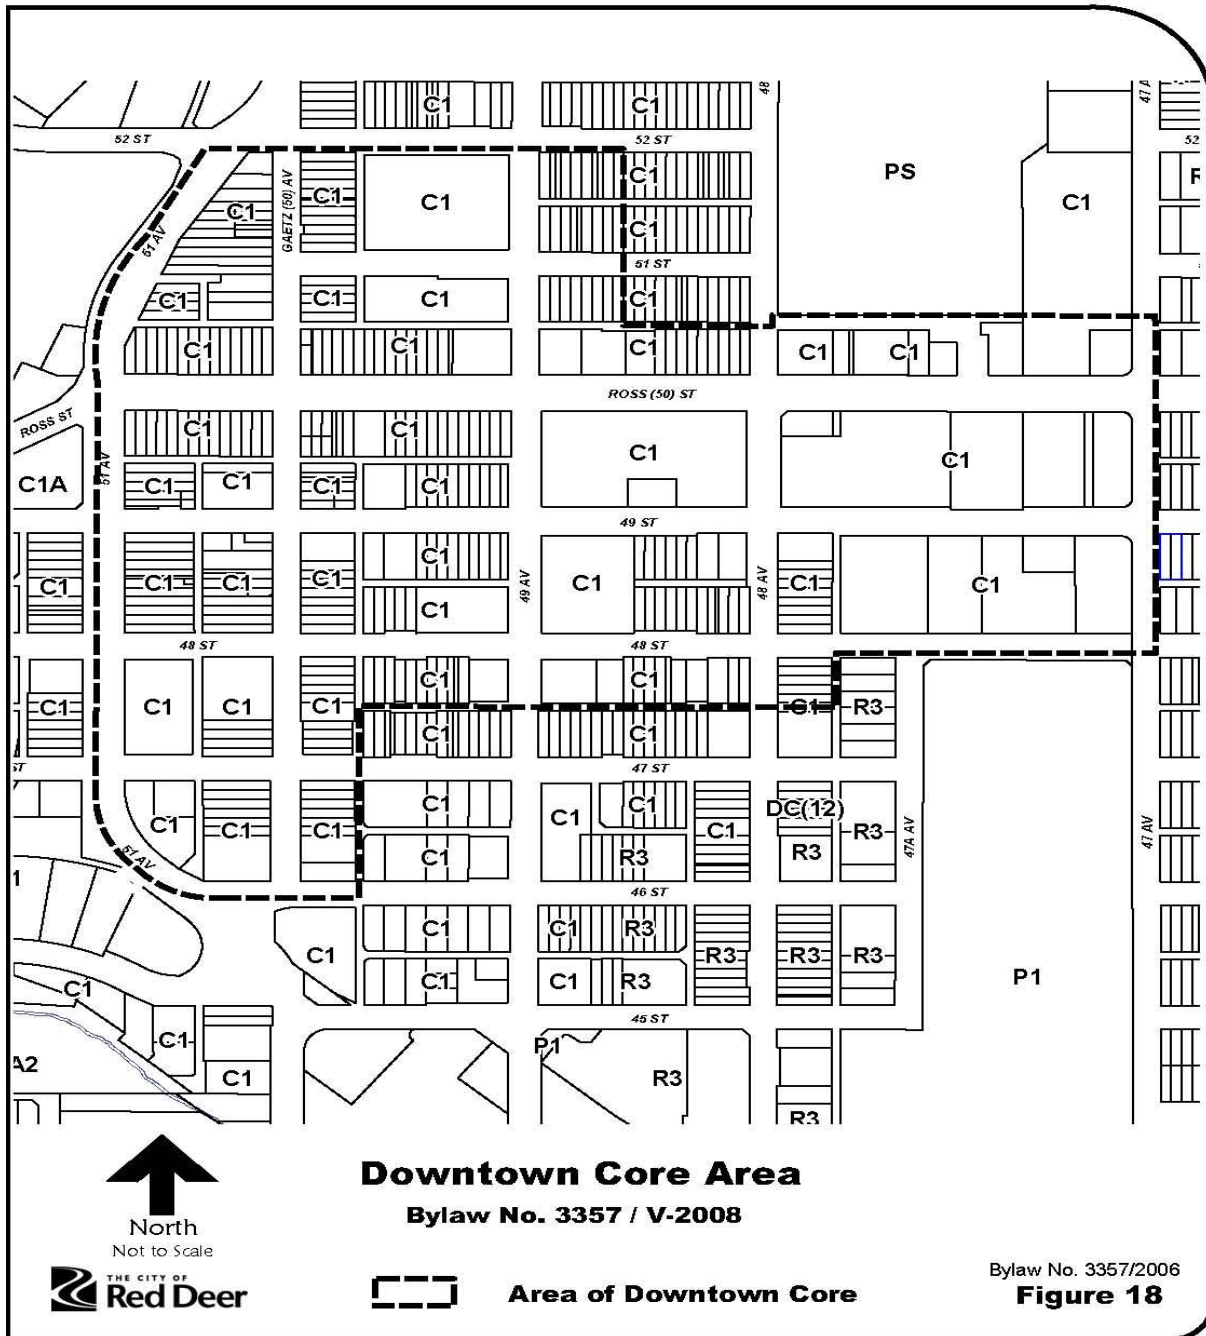 C1 C1 48 47 A
52 ST 52 ST 52
C1 PS
C1 C1 C1 C1 R
GAETZ (50) AV
51 AV C1
51 ST
C1 C1 C1 C1
C1 C1 C1 C1 C1
ROSS (50) ST
ROSS ST C1 C1
C1 C1
C1A 51 AV C1 C1 C1 C1
49 ST
C1
C1 C1 C1 C1 49 AV C1 48 AV C1 C1
C1
48 ST 48 ST
C1 C1
C1 C1 C1 C1 C1 R3
C1 C1
ST 47 ST
C1 C1 DC(12)
C1 C1 C1 C1 C1 R3 47A AV 47 AV
51 AV C1 R3 R3
1 46 ST
C1 C1 R3
C1 R3 R3 R3
C1 C1 C1 R3 P1
C1 45 ST
C1 P1
A2 C1 R3
R3
North
Not to Scale
Downtown Core Area
Bylaw No. 3357 / V-2008
THE CITY OF
Red Deer
Area of Downtown Core
Bylaw No. 3357/2006
Figure 18